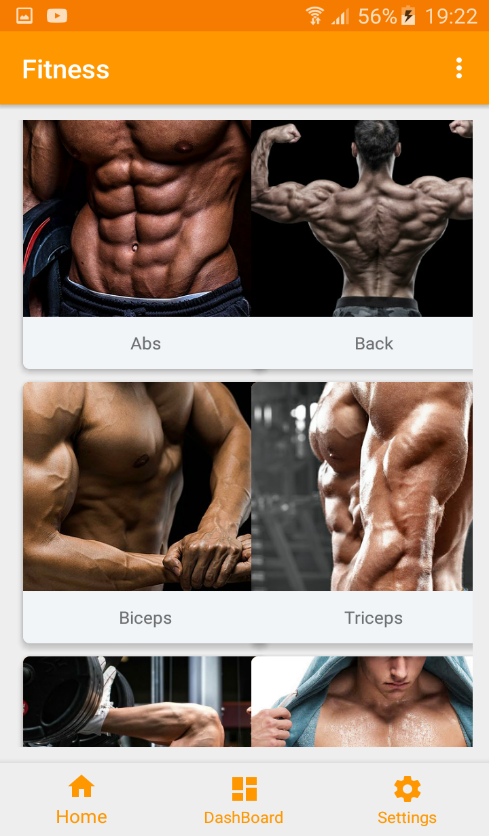 56% 19:22
Fitness
Abs Back
Biceps Triceps
Home DashBoard Settings